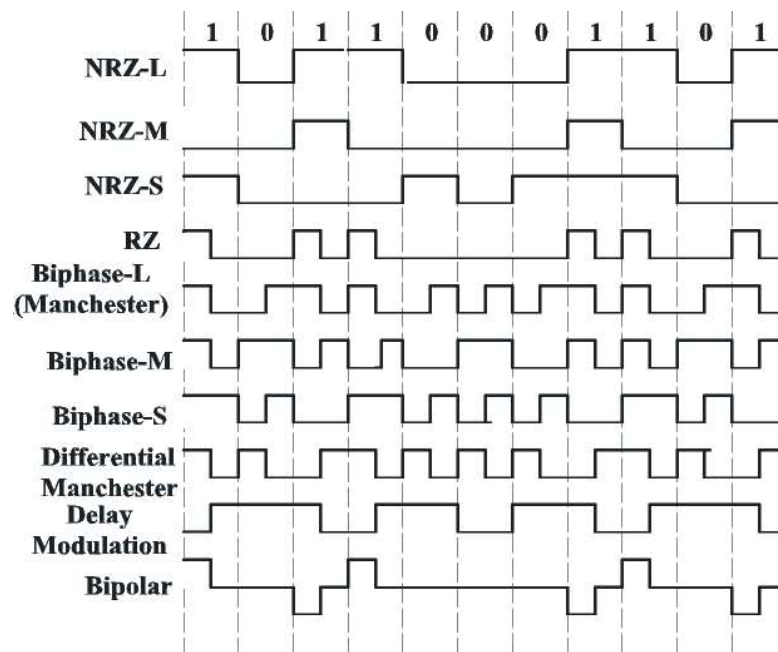 1 0 1 1 0 0 0 1 1 0 1
NRZ-L
NRZ-M
NRZ-S
RZ
Biphase-L
(Manchester)
Biphase-M
Biphase-S
Differential
Manchester
Delay
Modulation
Bipolar